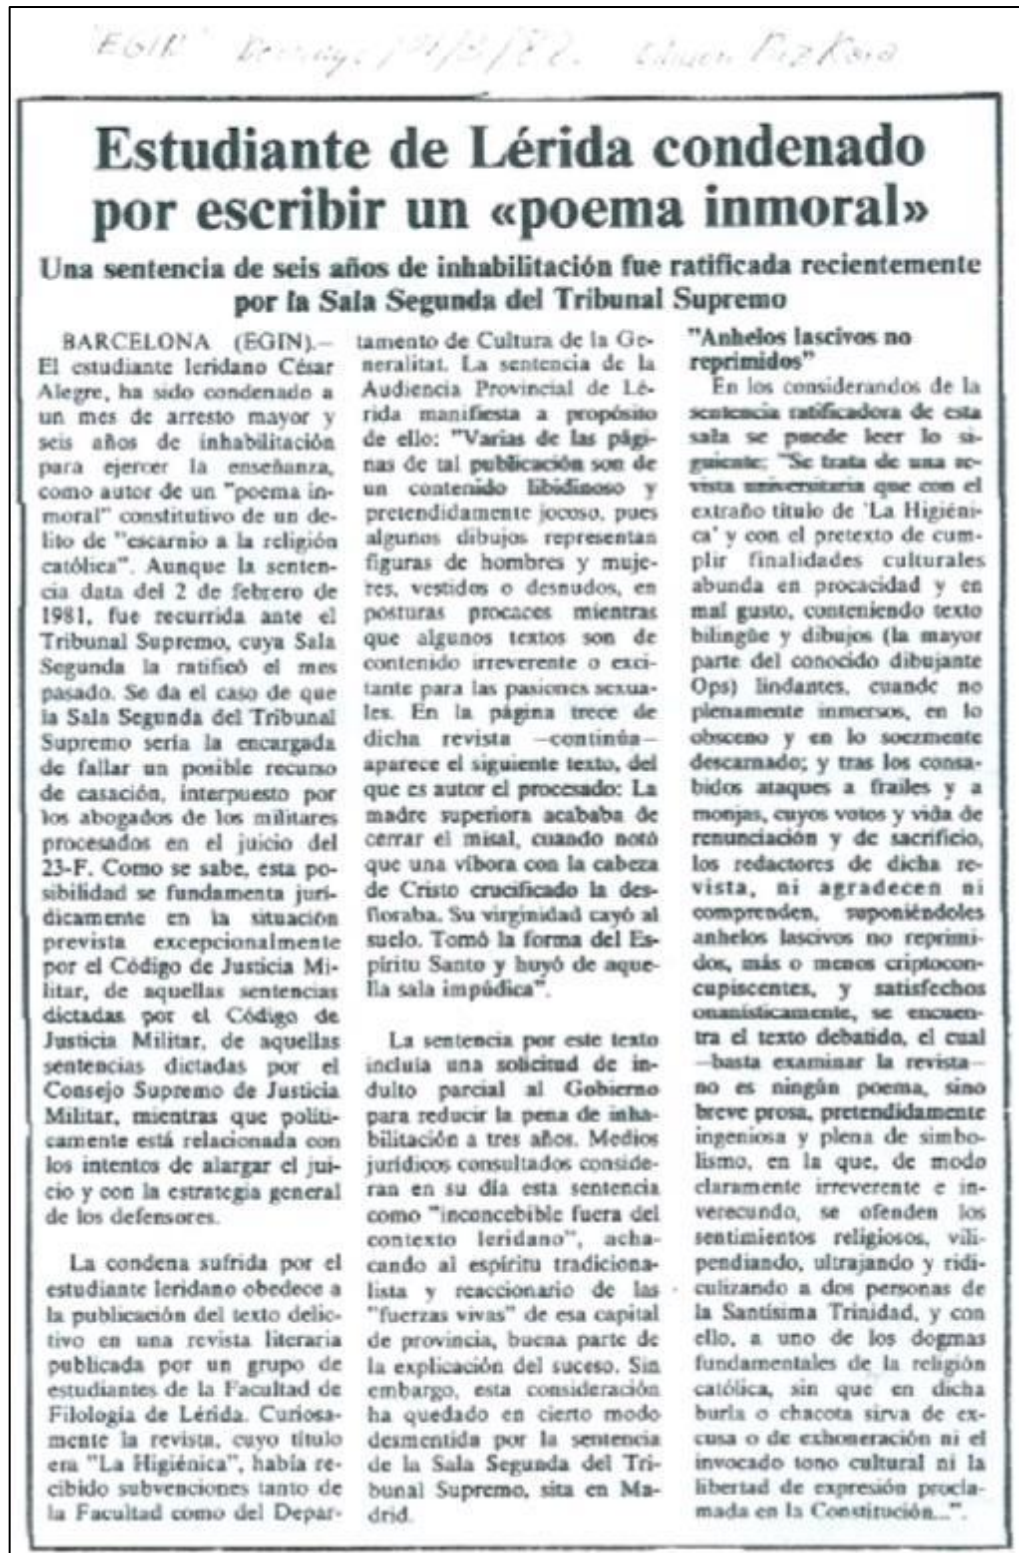 "EGIN"
Estudiante de Lérida condenado
por escribir un «poema inmoral»
Una sentencia de seis años de inhabilitación fue ratificada recientemente
por la Sala Segunda del Tribunal Supremo
BARCELONA (EGIN).—
El estudiante leridano César
Alegre, ha sido condenado a
un mes de arresto mayor y
seis años de inhabilitación
para ejercer la enseñanza,
como autor de un "poema in-
moral" constitutivo de un de-
lito de "escarnio a la religión
católica". Aunque la senten-
cia data del 2 de febrero de
1981, fue recurrida ante el
Tribunal Supremo, cuya Sala
Segunda la ratificó el mes
pasado. Se da el caso de que
la Sala Segunda del Tribunal
Supremo sería la encargada
de fallar un posible recurso
de casación, interpuesto por
los abogados de los militares
procesados en el juicio del
23-F. Como se sabe, esta po-
sibilidad se fundamenta jurí-
dicamente en la situación
prevista excepcionalmente
por el Código de Justicia Mi-
litar, de aquellas sentencias
dictadas por el Código de
Justicia Militar, de aquellas
sentencias dictadas por el
Consejo Supremo de Justicia
Militar, mientras que políti-
camente está relacionada con
los intentos de alargar el jui-
cio y con la estrategia general
de los defensores.
La condena sufrida por el
estudiante leridano obedece a
la publicación del texto delic-
tivo en una revista literaria
publicada por un grupo de
estudiantes de la Facultad de
Filología de Lérida. Curiosa-
mente la revista, cuyo título
era "La Higiénica", había re-
cibido subvenciones tanto de
la Facultad como del Depar-
tamento de Cultura de la Ge-
neralitat. La sentencia de la
Audiencia Provincial de Lé-
rida manifiesta a propósito
de ello: "Varias de las pági-
nas de tal publicación son de
un contenido libidinoso y
pretendidamente jocoso, pues
algunos dibujos representan
figuras de hombres y muje-
res, vestidos o desnudos, en
posturas procaces mientras
que algunos textos son de
contenido irreverente o exci-
tante para las pasiones sexua-
les. En la página trece de
dicha revista —continúa—
aparece el siguiente texto, del
que es autor el procesado: La
madre superiora acababa de
cerrar el misal, cuando notó
que una víbora con la cabeza
de Cristo crucificado la des-
floraba. Su virginidad cayó al
suelo. Tomó la forma del Es-
píritu Santo y huyó de aque-
lla sala impúdica".
La sentencia por este texto
incluía una solicitud de in-
dulto parcial al Gobierno
para reducir la pena de inha-
bilitación a tres años. Medios
jurídicos consultados conside-
ran en su día esta sentencia
como "inconcebible fuera del
contexto leridano", acha-
cando al espíritu tradiciona-
lista y reaccionario de las
"fuerzas vivas" de esa capital
de provincia, buena parte de
la explicación del suceso. Sin
embargo, esta consideración
ha quedado en cierto modo
desmentida por la sentencia
de la Sala Segunda del Tri-
bunal Supremo, sita en Ma-
drid.
"Anhelos lascivos no
reprimidos"
En los considerandos de la
sentencia ratificadora de esta
sala se puede leer lo si-
guiente: "Se trata de una re-
vista universitaria que con el
extraño título de 'La Higiéni-
ca' y con el pretexto de cum-
plir finalidades culturales
abunda en procacidad y en
mal gusto, conteniendo texto
bilingüe y dibujos (la mayor
parte del conocido dibujante
Ops) lindantes, cuande no
plenamente inmersos, en lo
obsceno y en lo soezmente
descarnado; y tras los consa-
bidos ataques a frailes y a
monjas, cuyos votos y vida de
renunciación y de sacrificio,
los redactores de dicha re-
vista, ni agradecen ni
comprenden, suponiéndoles
anhelos lascivos no reprimi-
dos, más o menos criptocon-
cupiscentes, y satisfechos
onanísticamente, se encuen-
tra el texto debatido, el cual
—basta examinar la revista—
no es ningún poema, sino
breve prosa, pretendidamente
ingeniosa y plena de simbo-
lismo, en la que, de modo
claramente irreverente e in-
verecundo, se ofenden los
sentimientos religiosos, vili-
pendiando, ultrajando y ridi-
culizando a dos personas de
la Santísima Trinidad, y con
ello, a uno de los dogmas
fundamentales de la religión
católica, sin que en dicha
burla o chacota sirva de ex-
cusa o de exhoneración ni el
invocado tono cultural ni la
libertad de expresión procla-
mada en la Constitución...".